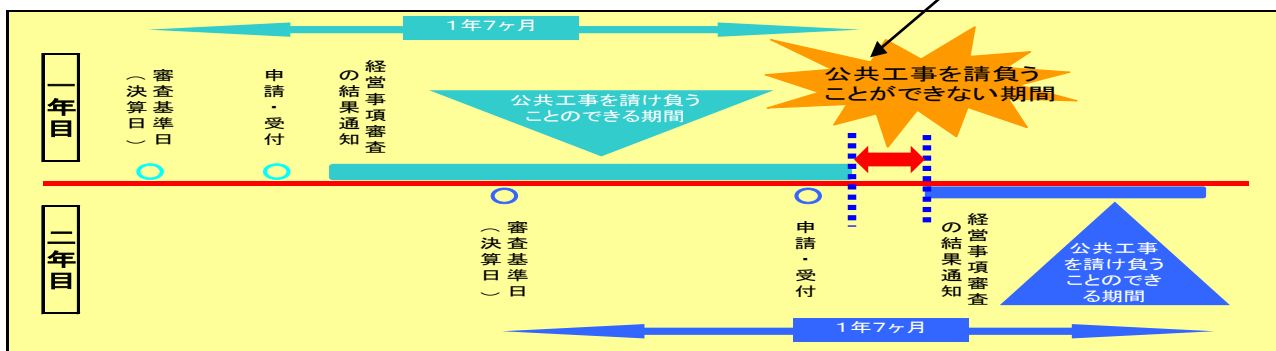 1年7ヶ月
一年目
審査基準日
（決算日）
申請・受付
経営事項審査
の結果通知
公共工事を請け負う
ことのできる期間
公共工事を請負う
ことができない期間
二年目
審査基準日
（決算日）
申請・受付
経営事項審査
の結果通知
公共工事
を請け負う
ことのでき
る期間
1年7ヶ月